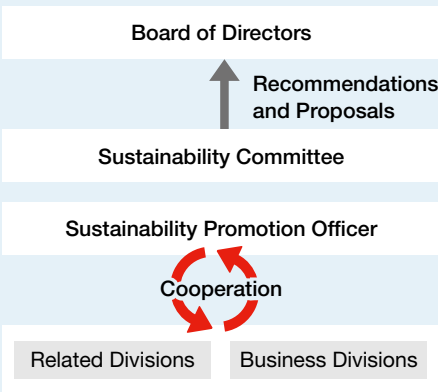 Board of Directors
Recommendations
and Proposals
Sustainability Committee
Sustainability Promotion Officer
Cooperation
Related Divisions
Business Divisions